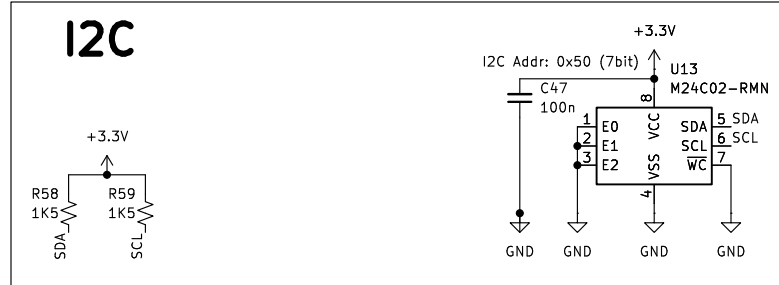 I2C
+3.3V
I2C Addr: 0x50 (7bit)
U13
M24C02-RMN
C47
100n
8
VCC
1 E0
2 E1
3 E2
SDA 5 SDA
SCL 6 SCL
WC 7
VSS
4
+3.3V
R58
1K5
R59
1K5
SDA
SCL
GND GND GND GND